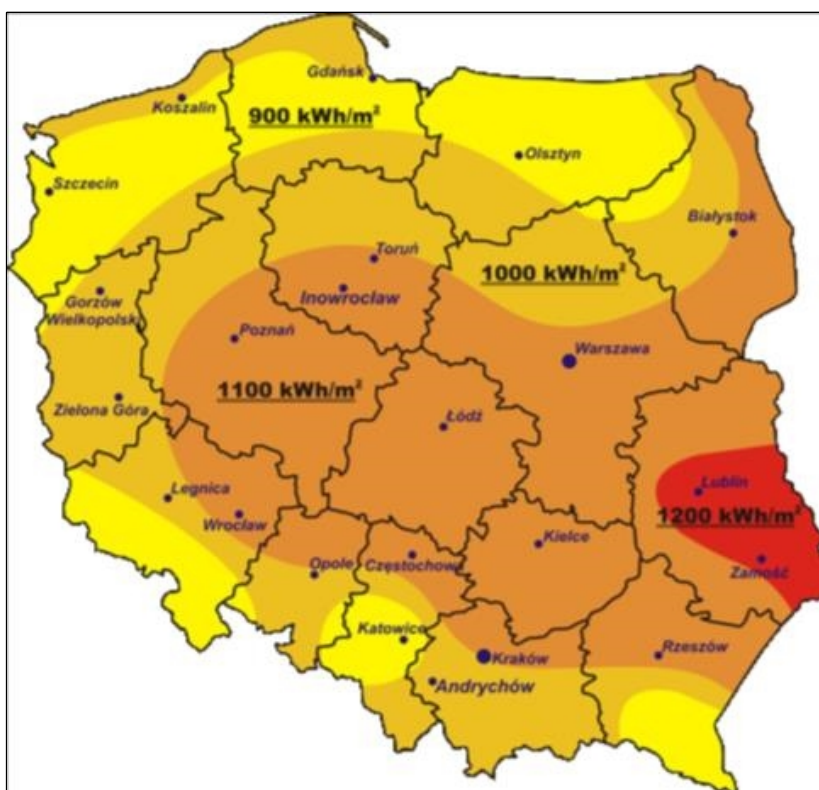 Gdańsk
Koszalin
900 kWh/m²
Olsztyn
Szczecin
Białystok
Toruń
1000 kWh/m²
Gorzów
Wielkopolski
Inowrocław
Poznań
Warszawa
1100 kWh/m²
Zielona Góra
Łódź
Legnica
Lublin
Wrocław
1200 kWh/m²
Kielce
Opole
Częstochowa
Zamość
Katowice
Kraków
Rzeszów
Andrychów